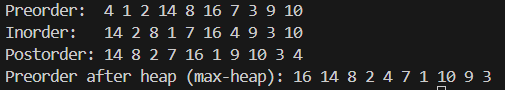 Preorder:  4 1 2 14 8 16 7 3 9 10
Inorder:   14 2 8 1 7 16 4 9 3 10
Postorder: 14 8 2 7 16 1 9 10 3 4
Preorder after heap (max-heap): 16 14 8 2 4 7 1 10 9 3